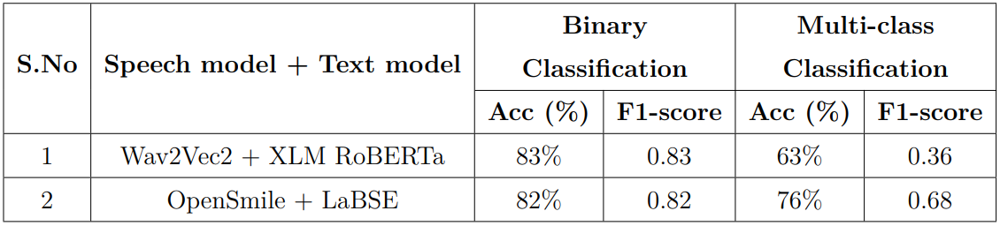 S.No Speech model + Text model Binary Classification Multi-class Classification
Acc (%) F1-score Acc (%) F1-score
1 Wav2Vec2 + XLM RoBERTa 83% 0.83 63% 0.36
2 OpenSmile + LaBSE 82% 0.82 76% 0.68